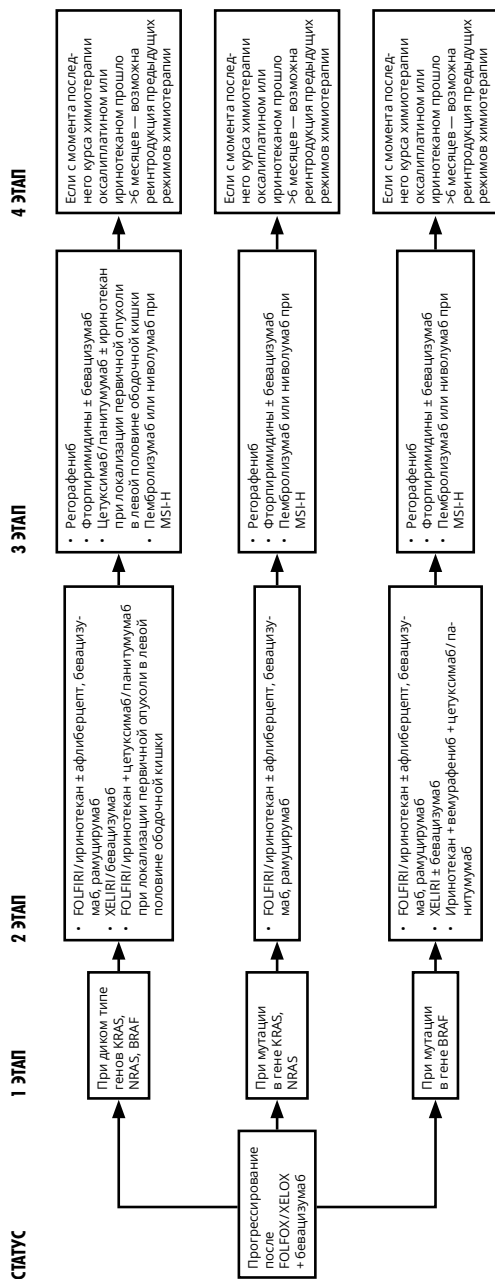 СТАТУС
1 ЭТАП
2 ЭТАП
3 ЭТАП
4 ЭТАП
Прогрессирование
после
FOLFOX/XELOX
+ бевацизумаб
При диком типе
генов KRAS,
NRAS, BRAF
• FOLFIRI/иринотекан ± афлиберцепт, бевацизу-
маб, рамуцирумаб
• XELIRI/бевацизумаб
• FOLFIRI/иринотекан + цетуксимаб/панитумумаб
при локализации первичной опухоли в левой
половине ободочной кишки
• Регорафениб
• Фторпиримидины ± бевацизумаб
• Цетуксимаб/панитумумаб ± иринотекан
при локализации первичной опухоли
в левой половине ободочной кишки
• Пембролизумаб или ниволумаб при
MSI-H
Если с момента послед-
него курса химиотерапии
оксалиплатином или
иринотеканом прошло
>6 месяцев — возможна
реинтродукция предыдущих
режимов химиотерапии
При мутации
в гене KRAS,
NRAS
• FOLFIRI/иринотекан ± афлиберцепт, бевацизу-
маб, рамуцирумаб
• Регорафениб
• Фторпиримидины ± бевацизумаб
• Пембролизумаб или ниволумаб при
MSI-H
Если с момента послед-
него курса химиотерапии
оксалиплатином или
иринотеканом прошло
>6 месяцев — возможна
реинтродукция предыдущих
режимов химиотерапии
При мутации
в гене BRAF
• FOLFIRI/иринотекан ± афлиберцепт, бевацизу-
маб, рамуцирумаб
• XELIRI ± бевацизумаб
• Иринотекан + вемурафениб + цетуксимаб/па-
нитумумаб
• Регорафениб
• Фторпиримидины ± бевацизумаб
• Пембролизумаб или ниволумаб при
MSI-H
Если с момента послед-
него курса химиотерапии
оксалиплатином или
иринотеканом прошло
>6 месяцев — возможна
реинтродукция предыдущих
режимов химиотерапии